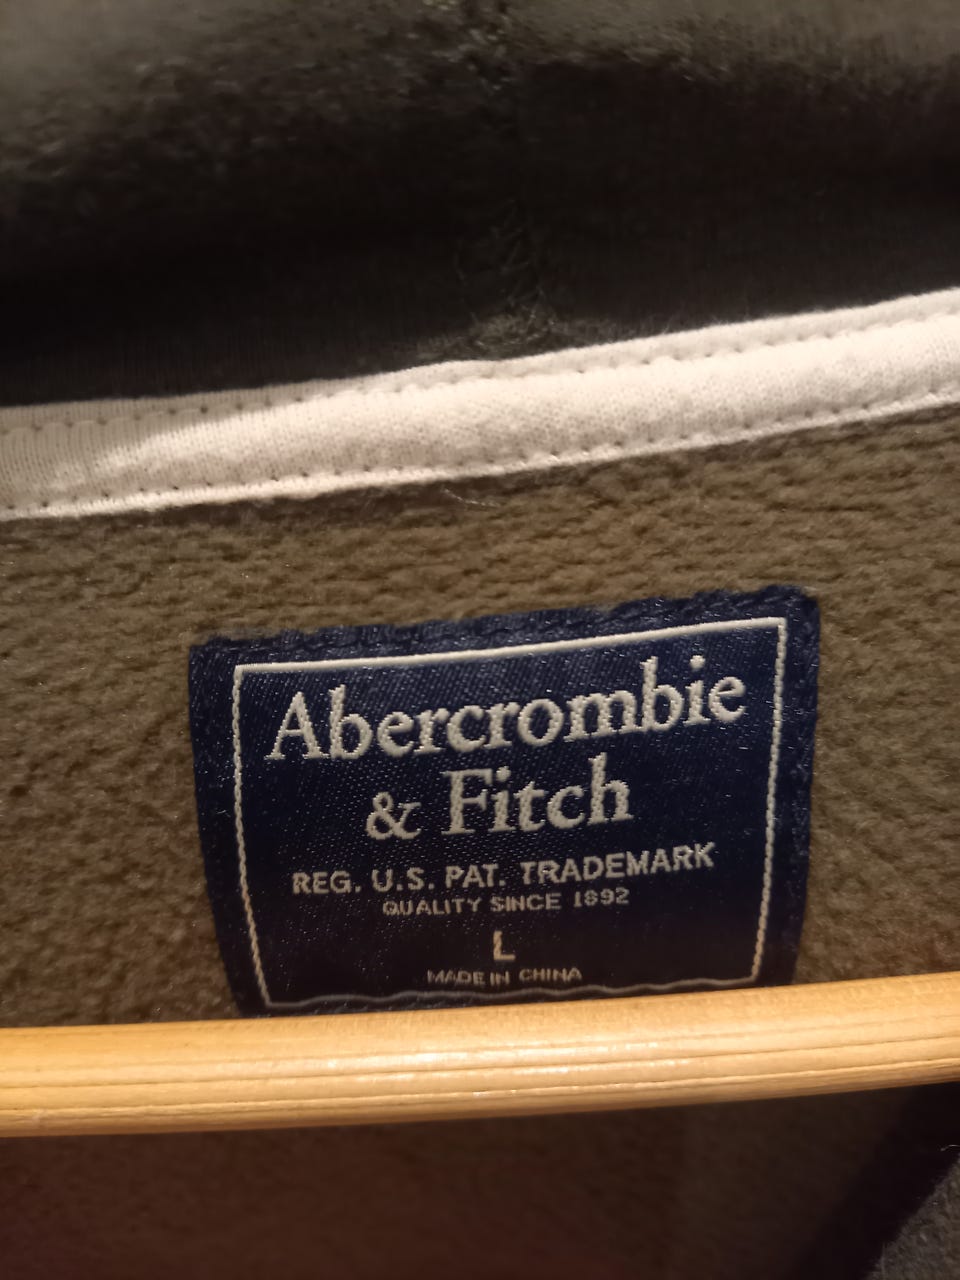 Abercrombie
& Fitch
REG. U.S. PAT. TRADEMARK
QUALITY SINCE 1892
L
MADE IN CHINA